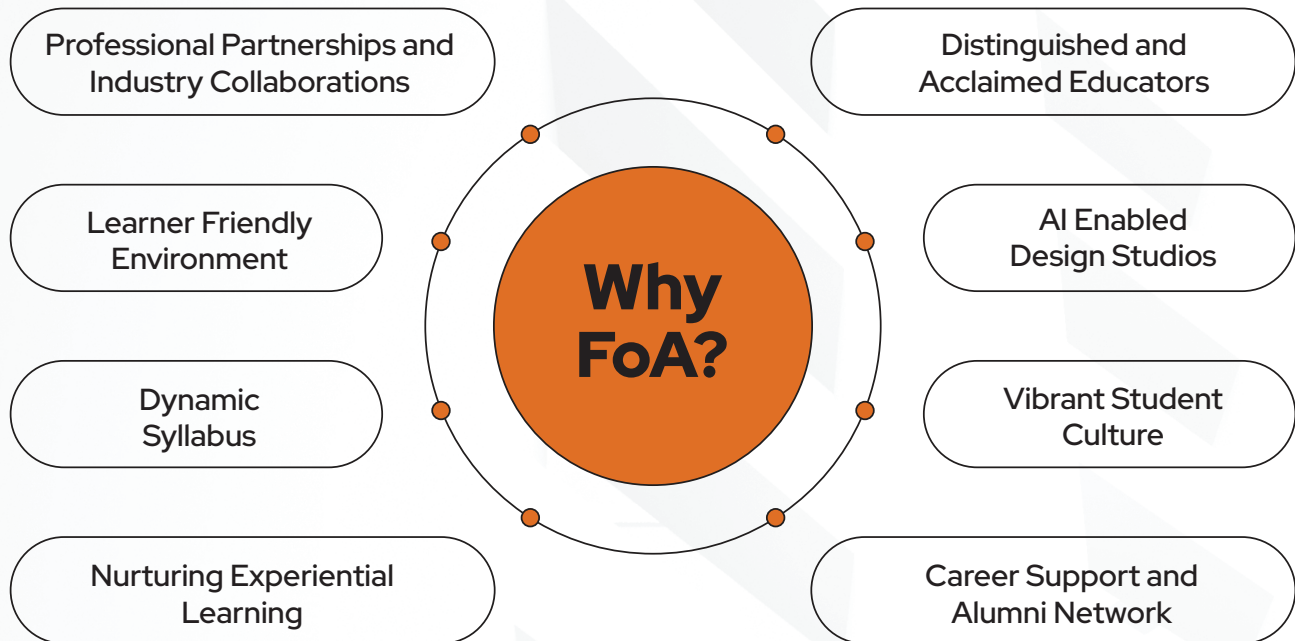 Professional Partnerships and
Industry Collaborations
Distinguished and
Acclaimed Educators
Learner Friendly
Environment
AI Enabled
Design Studios
Why
FoA?
Dynamic
Syllabus
Vibrant Student
Culture
Nurturing Experiential
Learning
Career Support and
Alumni Network